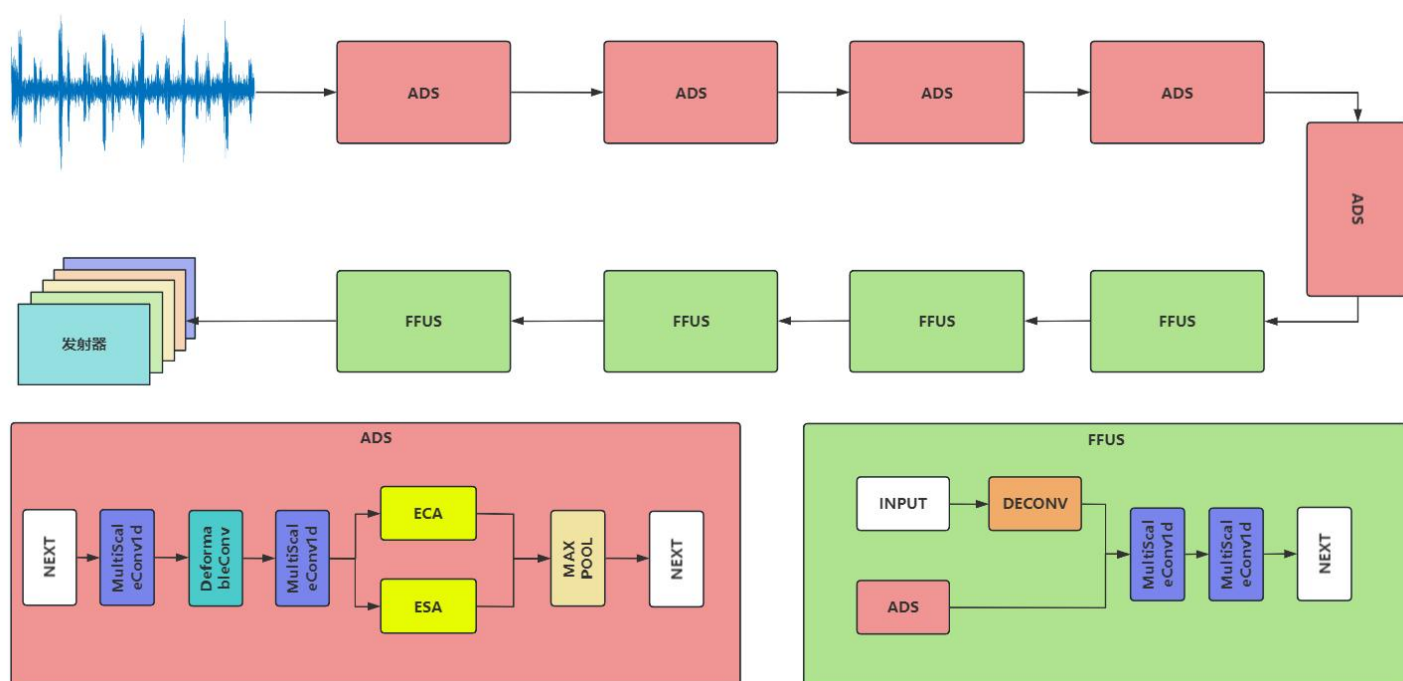 ADS
ADS
ADS
ADS
ADS
发射器
FFUS
FFUS
FFUS
FFUS
ADS
NEXT
MultiScal
eConv1d
Deforma
bleConv
MultiScal
eConv1d
ECA
ESA
MAX
POOL
NEXT
FFUS
INPUT
DECONV
ADS
MultiScal
eConv1d
MultiScal
eConv1d
NEXT